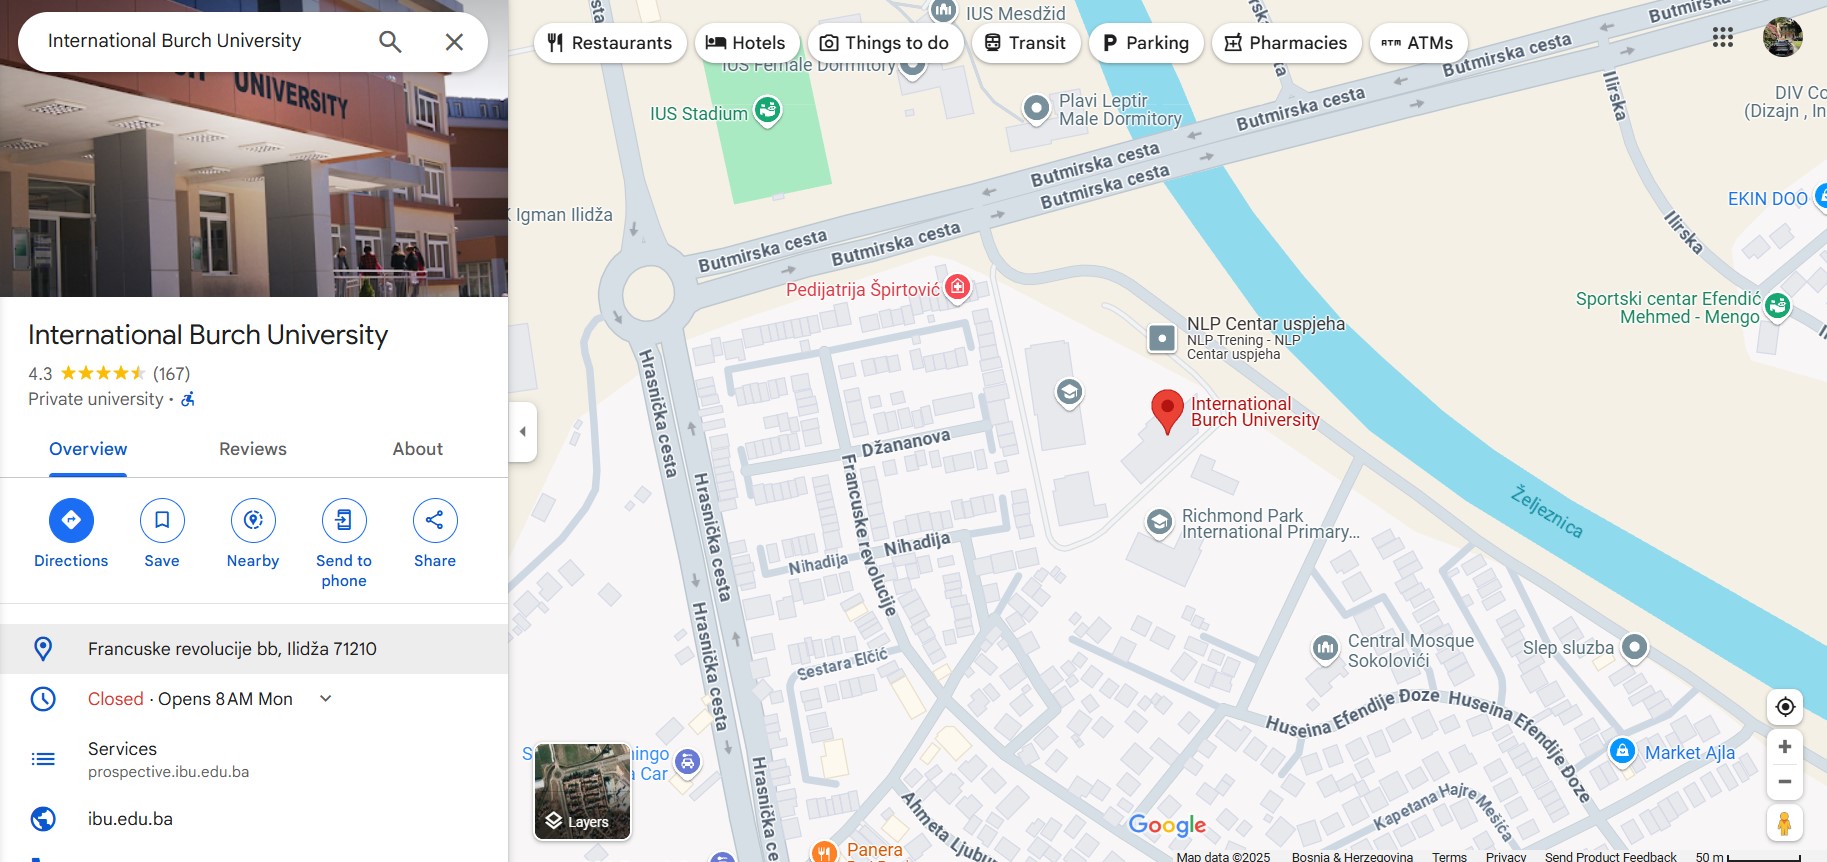 International Burch University
UNIVERSITY
International Burch University
4.3 (167)
Private university ·
Overview
Reviews
About
Directions
Save
Nearby
Send to
phone
Share
Francuske revolucije bb, Ilidža 71210
Closed · Opens 8 AM Mon
Services
prospective.ibu.edu.ba
ibu.edu.ba
Restaurants
Hotels
Things to do
Transit
Parking
Pharmacies
ATM ATMs
IUS Mesdžid
IUS Female Dormitory
IUS Stadium
Plavi Leptir
Male Dormitory
Butmirska cesta
Butmirska cesta
Butmirska cesta
Butmirska cesta
Butmirska cesta
Butmirska cesta
Butmirska cesta
Ilirska
Ilirska
DIV Co
(Dizajn , In
EKIN DOO
Sportski centar Efendić
Mehmed - Mengo
Igman Ilidža
Pedijatrija Špirtović
NLP Centar uspjeha
NLP Trening - NLP
Centar uspjeha
International
Burch University
Richmond Park
International Primary...
Željeznica
Hrasnička cesta
Hrasnička cesta
Hrasnička cesta
Hrasnička ce
Džananova
Francuske revolucije
Nihadija
Nihadija
Sestara Elčić
Central Mosque
Sokolovići
Slep sluzba
Huseina Efendije Đoze
Huseina Efendije Đoze
Market Ajla
Kapetana Hajre Mešića
Ahmeta Ljubun
ingo
Car
Panera
Layers
Google
Map data ©2025
Bosnia & Herzegovina
Terms
Privacy
Send Product Feedback
50 m